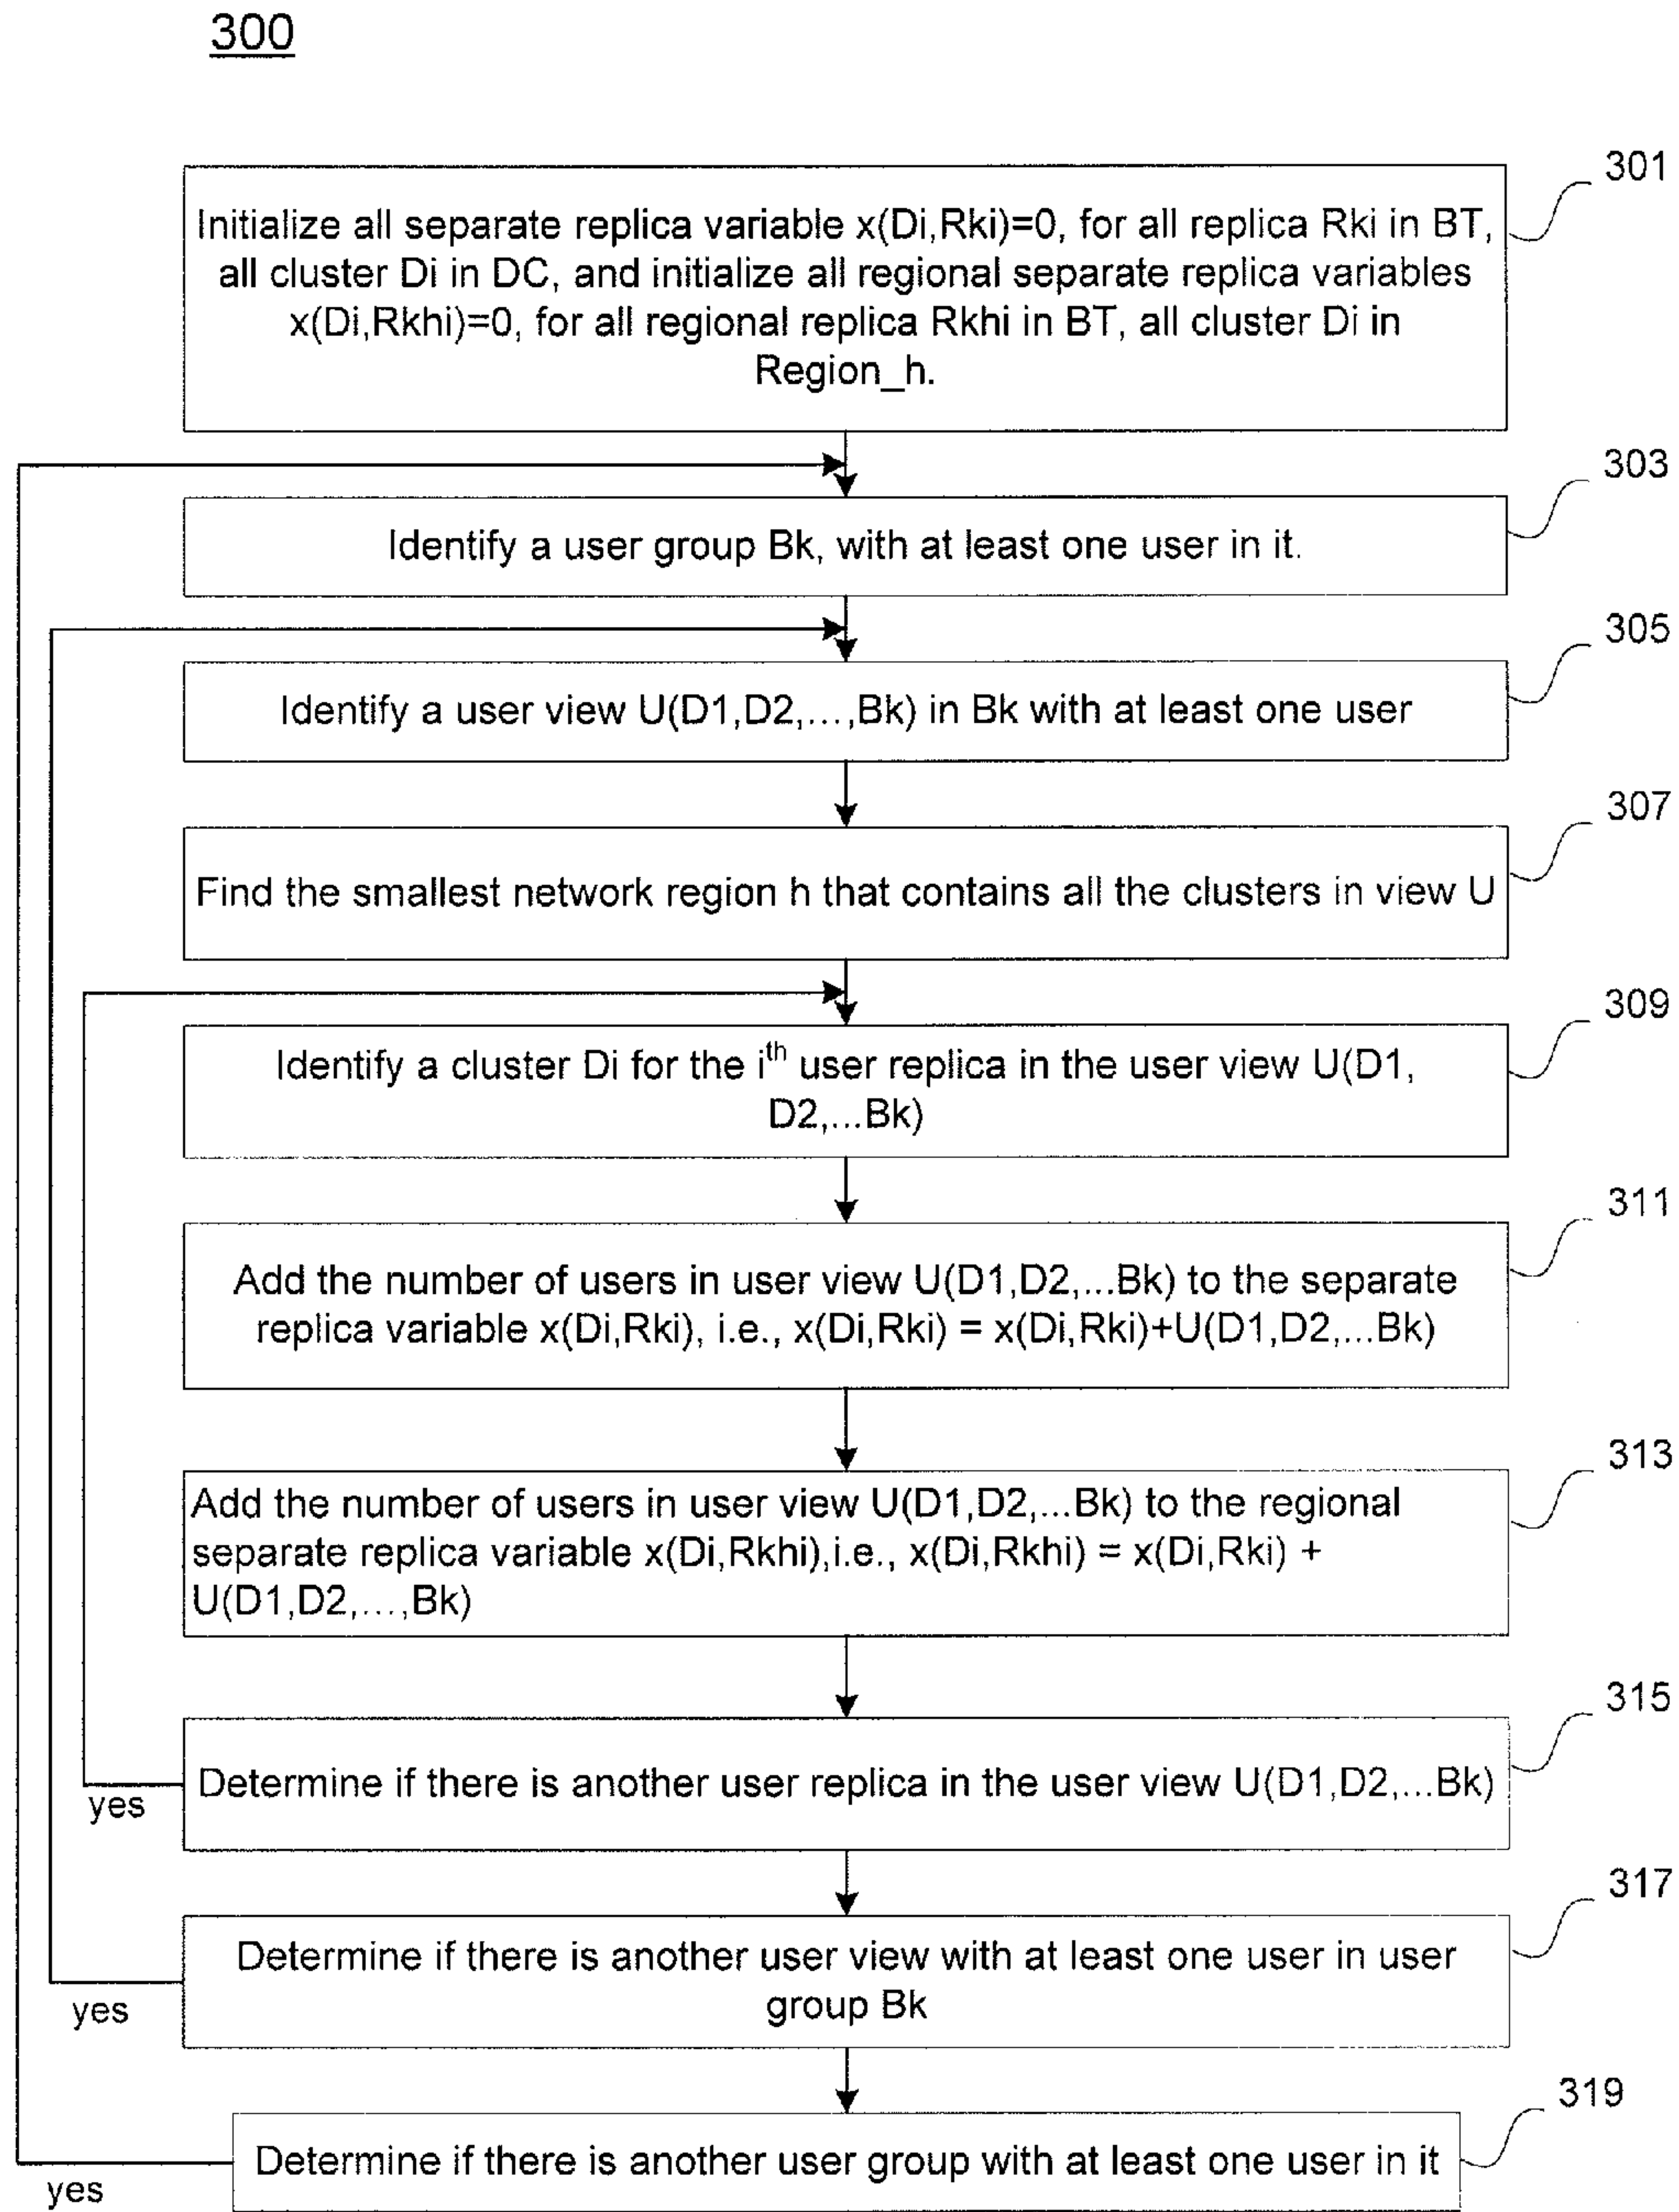 300
301
Initialize all separate replica variable x(Di,Rki)=0, for all replica Rki in BT,
all cluster Di in DC, and initialize all regional separate replica variables
x(Di,Rkhi)=0, for all regional replica Rkhi in BT, all cluster Di in
Region_h.
303
Identify a user group Bk, with at least one user in it.
305
Identify a user view U(D1,D2,...,Bk) in Bk with at least one user
307
Find the smallest network region h that contains all the clusters in view U
309
Identify a cluster Di for the ith user replica in the user view U(D1,
D2,...Bk)
311
Add the number of users in user view U(D1,D2,...Bk) to the separate
replica variable x(Di,Rki), i.e., x(Di,Rki) = x(Di,Rki)+U(D1,D2,...Bk)
313
Add the number of users in user view U(D1,D2,...Bk) to the regional
separate replica variable x(Di,Rkhi),i.e., x(Di,Rkhi) = x(Di,Rki) +
U(D1,D2,...,Bk)
315
Determine if there is another user replica in the user view U(D1,D2,...Bk)
yes
317
Determine if there is another user view with at least one user in user
group Bk
yes
319
Determine if there is another user group with at least one user in it
yes